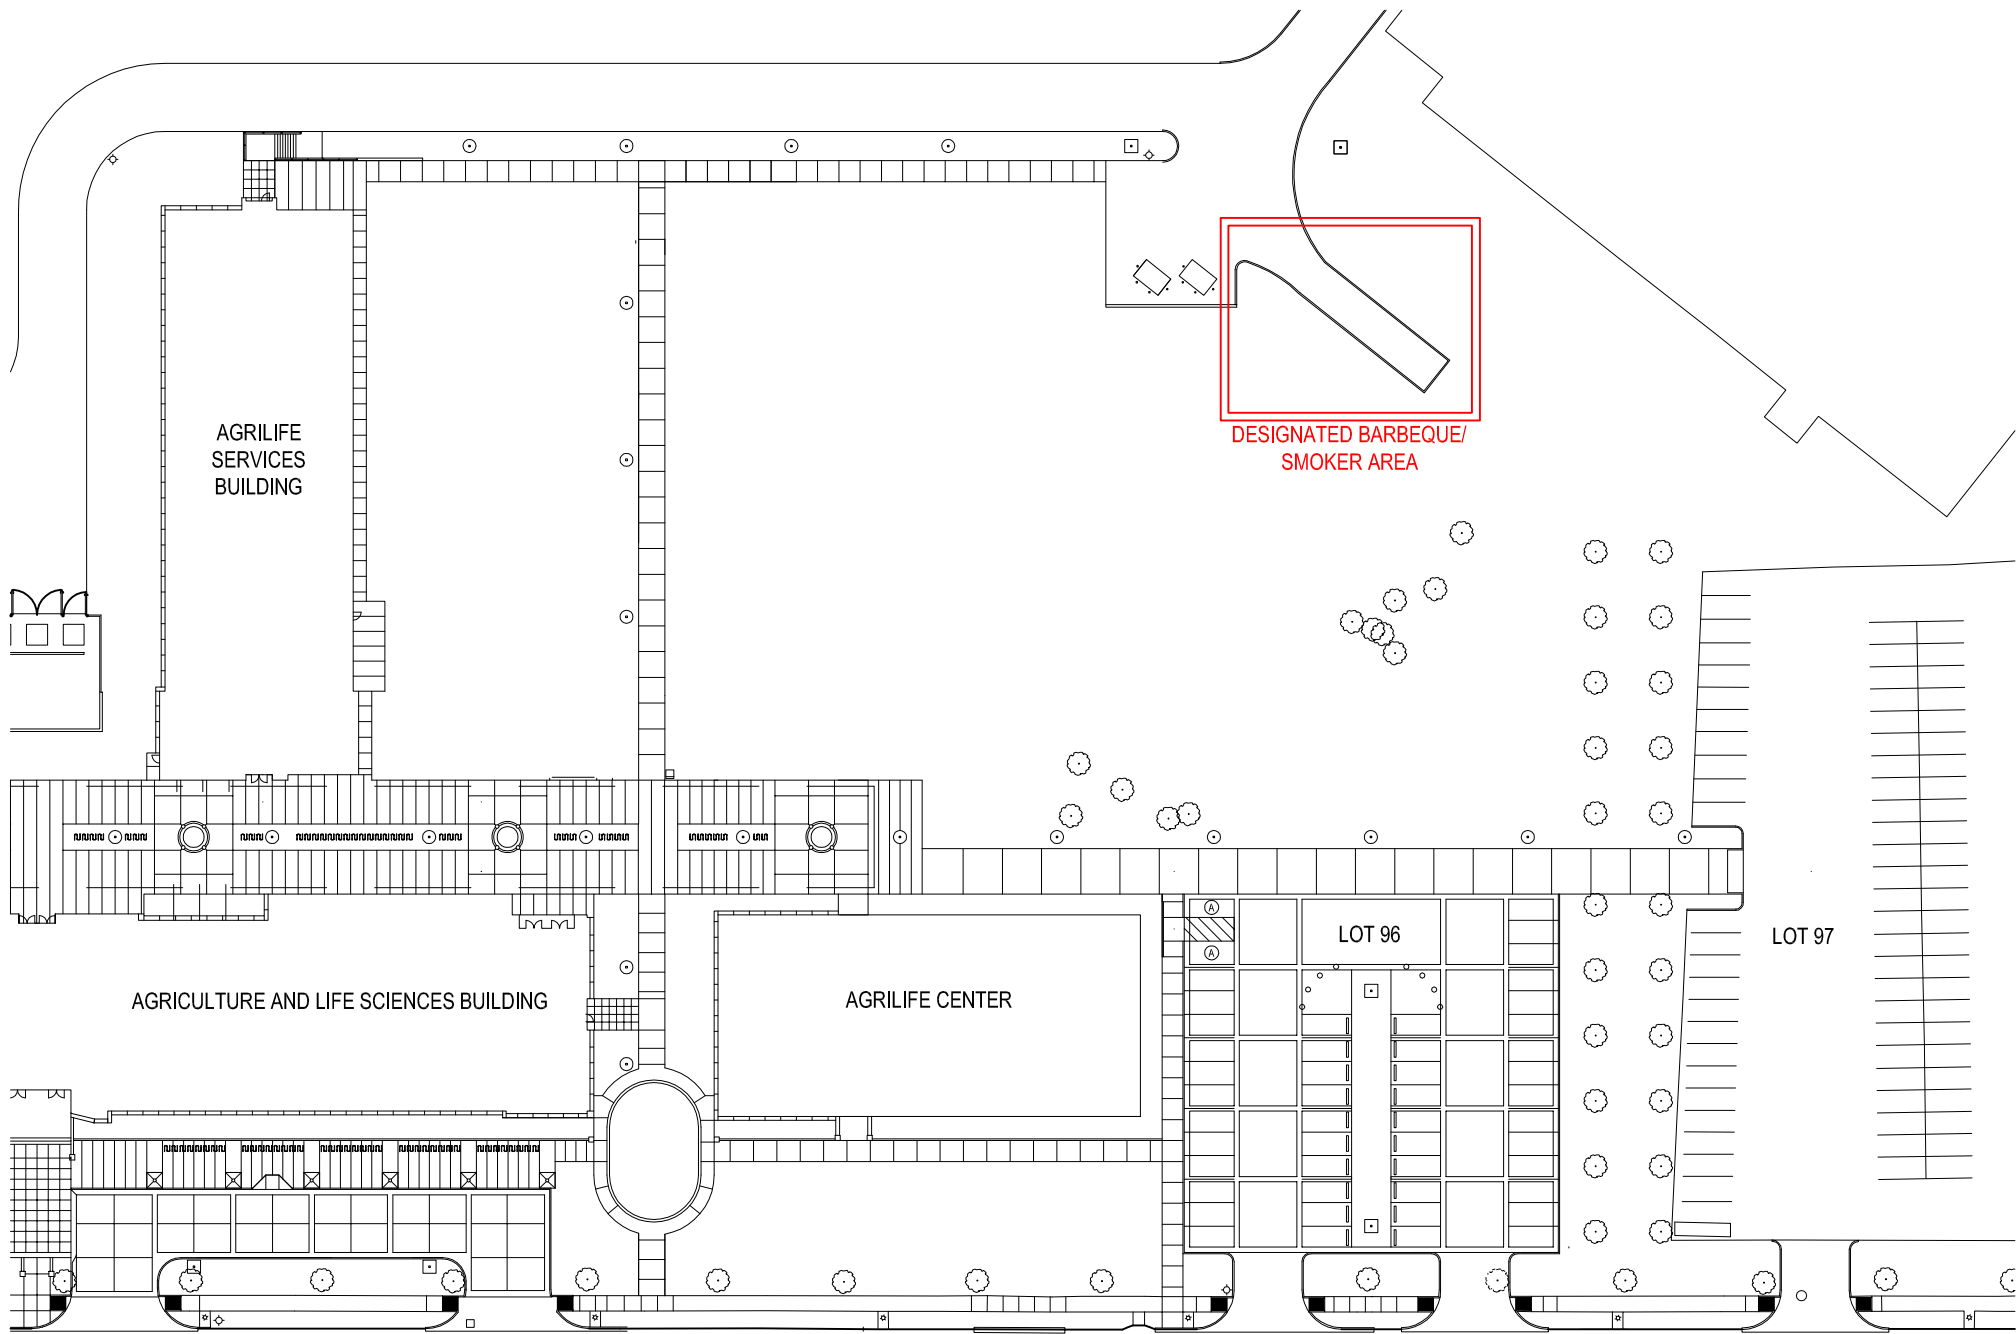 AGRILIFE
SERVICES
BUILDING
DESIGNATED BARBEQUE/
SMOKER AREA
A
A
LOT 96
LOT 97
AGRICULTURE AND LIFE SCIENCES BUILDING
AGRILIFE CENTER